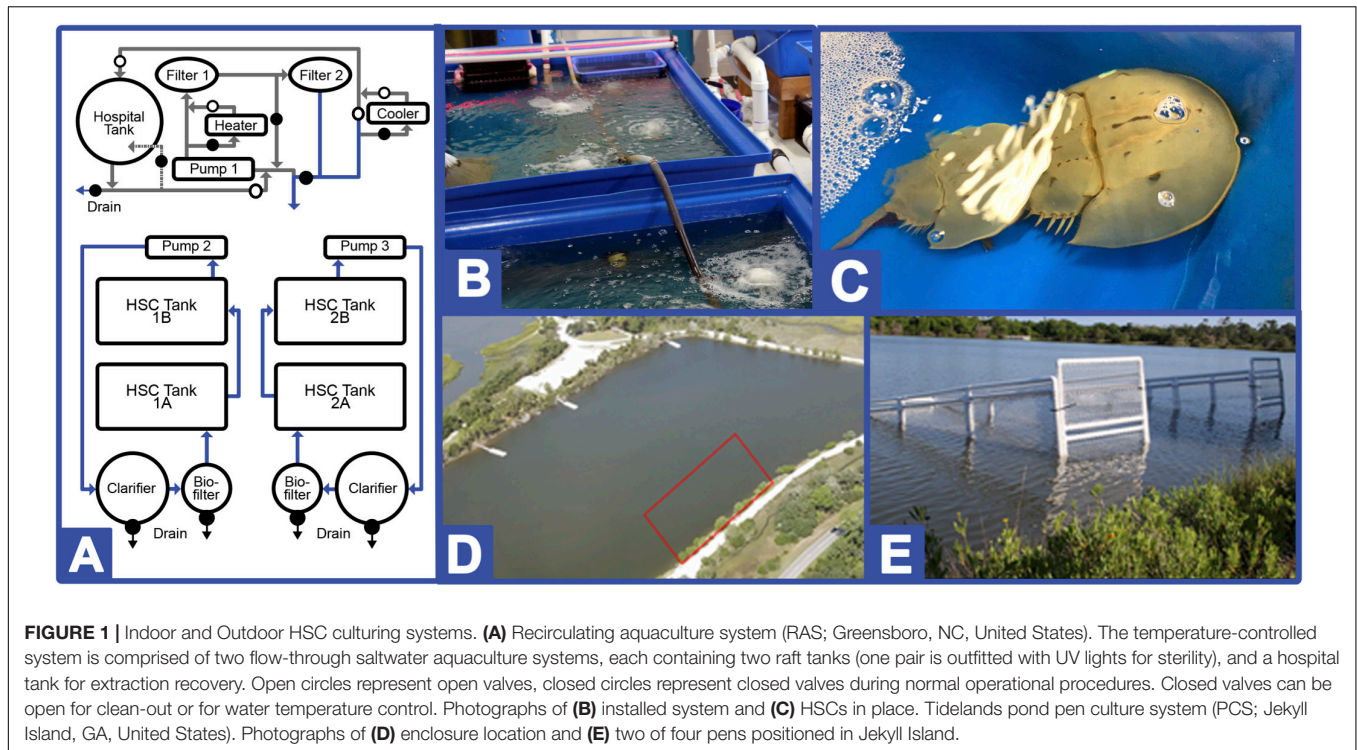 Filter 1
Filter 2
Hospital
Tank
Heater
Cooler
Pump 1
Drain
Pump 2
Pump 3
HSC Tank
1B
HSC Tank
2B
HSC Tank
1A
HSC Tank
2A
Clarifier
Bio-
filter
Bio-
filter
Clarifier
Drain
Drain
A
B
C
D
E
FIGURE 1 | Indoor and Outdoor HSC culturing systems. (A) Recirculating aquaculture system (RAS; Greensboro, NC, United States). The temperature-controlled
system is comprised of two flow-through saltwater aquaculture systems, each containing two raft tanks (one pair is outfitted with UV lights for sterility), and a hospital
tank for extraction recovery. Open circles represent open valves, closed circles represent closed valves during normal operational procedures. Closed valves can be
open for clean-out or for water temperature control. Photographs of (B) installed system and (C) HSCs in place. Tidelands pond pen culture system (PCS; Jekyll
Island, GA, United States). Photographs of (D) enclosure location and (E) two of four pens positioned in Jekyll Island.